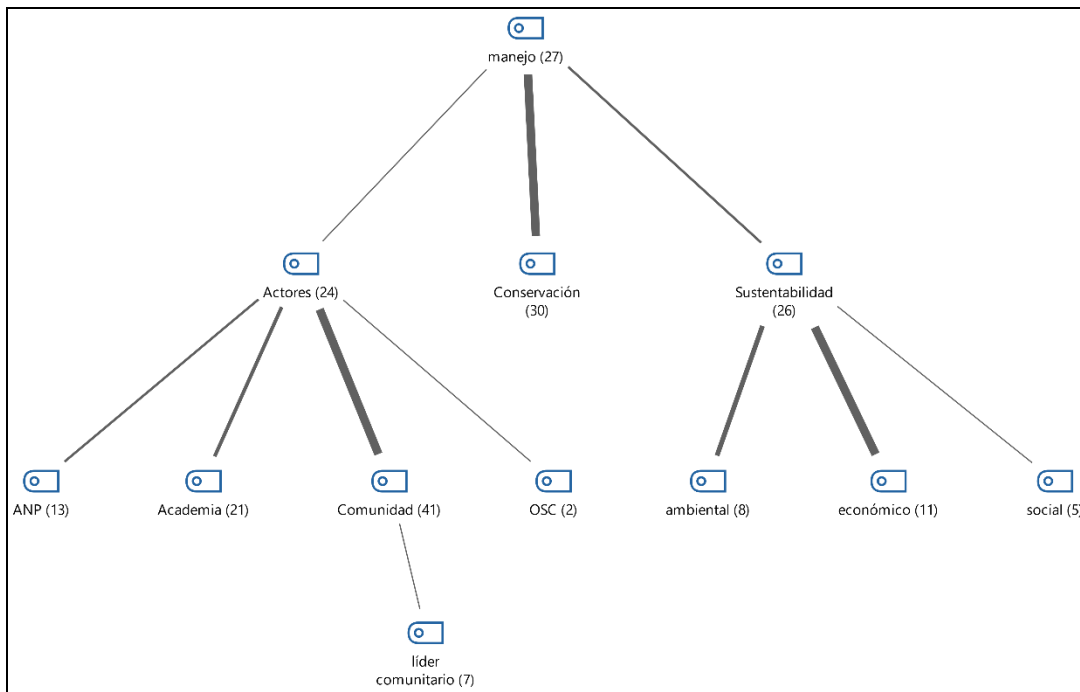 manejo (27)
Actores (24)
Conservación
(30)
Sustentabilidad
(26)
ANP (13)
Academia (21)
Comunidad (41)
OSC (2)
ambiental (8)
económico (11)
social (5)
líder
comunitario (7)